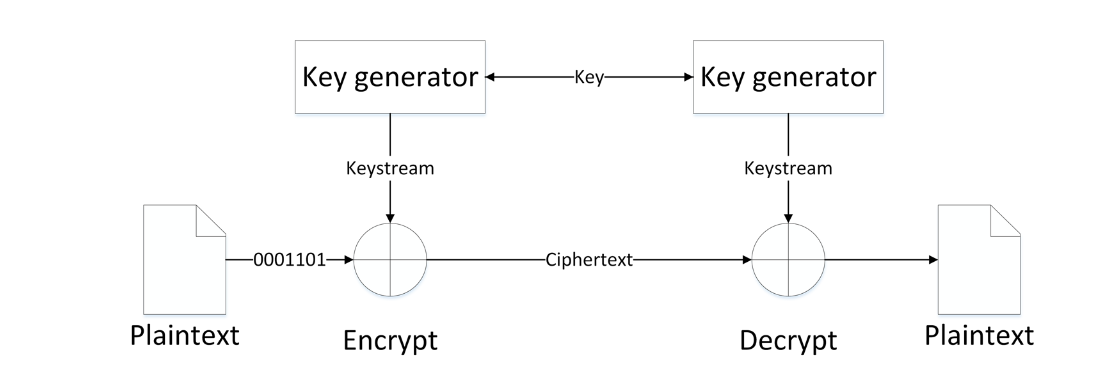 Key generator
Key
Key generator
Keystream
Keystream
0001101
Ciphertext
Plaintext
Encrypt
Decrypt
Plaintext